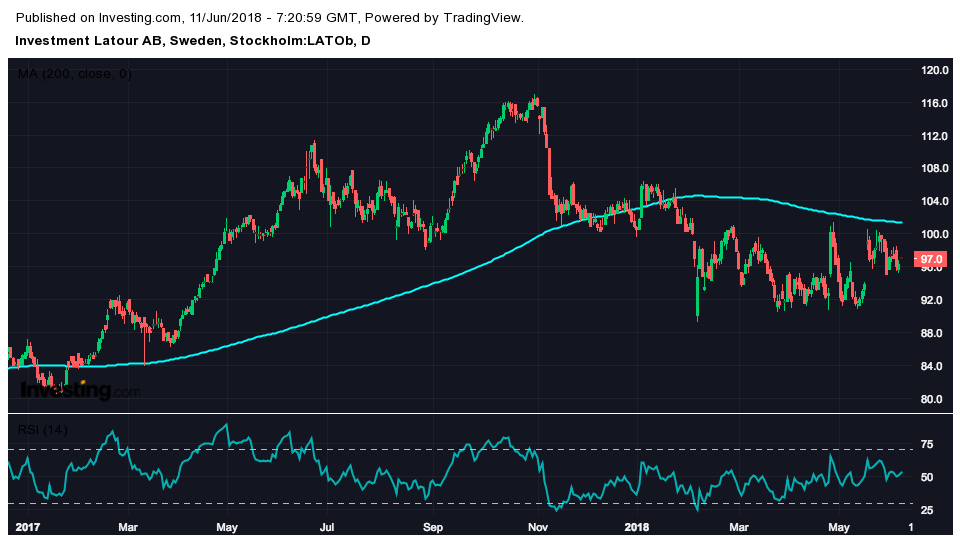 Published on Investing.com, 11/Jun/2018 - 7:20:59 GMT, Powered by TradingView.
Investment Latour AB, Sweden, Stockholm:LATOb, D
MA (200, close, 0)
120.0
116.0
112.0
108.0
104.0
100.0
97.0
96.0
92.0
88.0
84.0
80.0
Investing.com
RSI (14)
75
50
25
2017 Mar May Jul Sep Nov 2018 Mar May 1